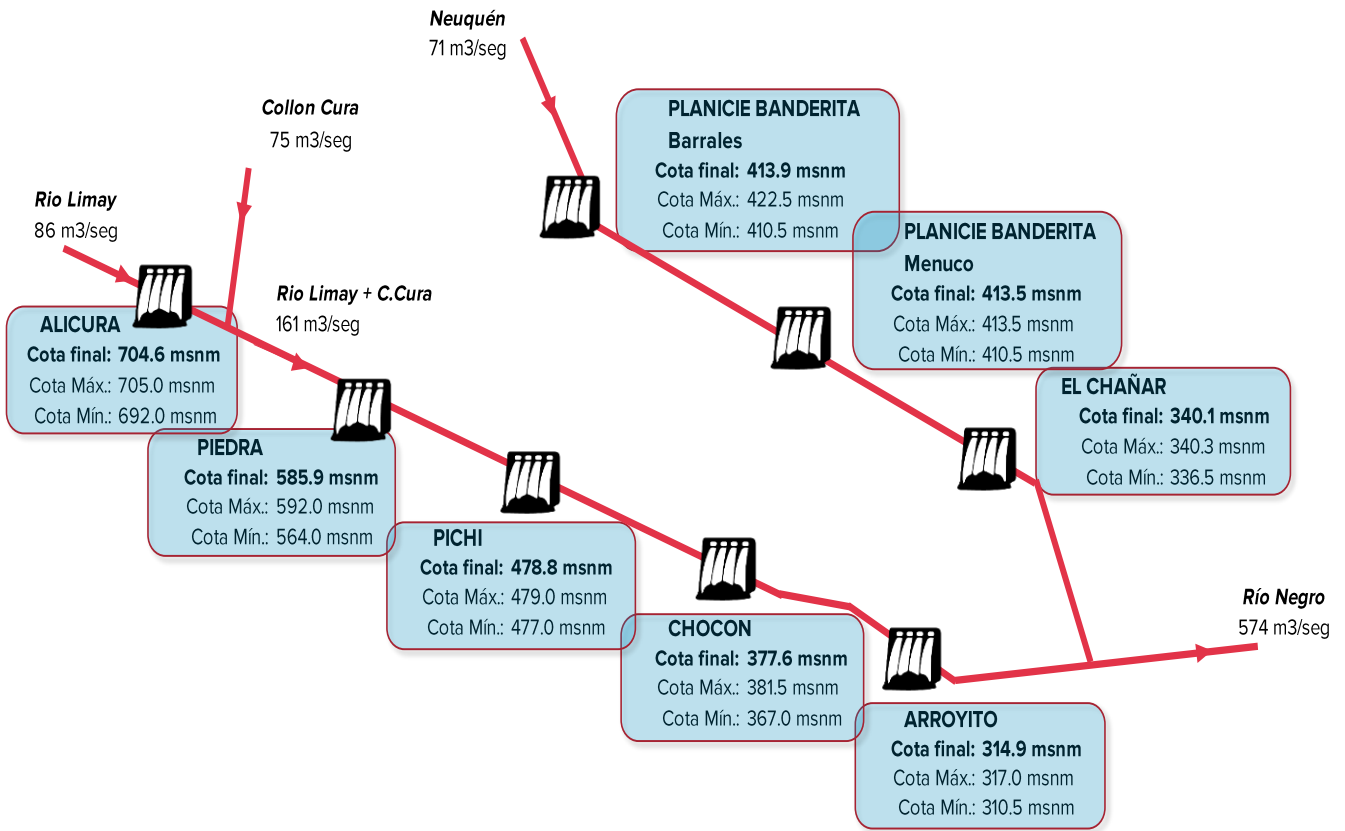 Neuquén
71 m3/seg
Collon Cura
75 m3/seg
Rio Limay
86 m3/seg
Rio Limay + C.Cura
161 m3/seg
PLANICIE BANDERITA
Barrales
Cota final: 413.9 msnm
Cota Máx.: 422.5 msnm
Cota Mín.: 410.5 msnm
PLANICIE BANDERITA
Menuco
Cota final: 413.5 msnm
Cota Máx.: 413.5 msnm
Cota Mín.: 410.5 msnm
ALICURA
Cota final: 704.6 msnm
Cota Máx.: 705.0 msnm
Cota Mín.: 692.0 msnm
EL CHAÑAR
Cota final: 340.1 msnm
Cota Máx.: 340.3 msnm
Cota Mín.: 336.5 msnm
PIEDRA
Cota final: 585.9 msnm
Cota Máx.: 592.0 msnm
Cota Mín.: 564.0 msnm
PICHI
Cota final: 478.8 msnm
Cota Máx.: 479.0 msnm
Cota Mín.: 477.0 msnm
CHOCON
Cota final: 377.6 msnm
Cota Máx.: 381.5 msnm
Cota Mín.: 367.0 msnm
Río Negro
574 m3/seg
ARROYITO
Cota final: 314.9 msnm
Cota Máx.: 317.0 msnm
Cota Mín.: 310.5 msnm